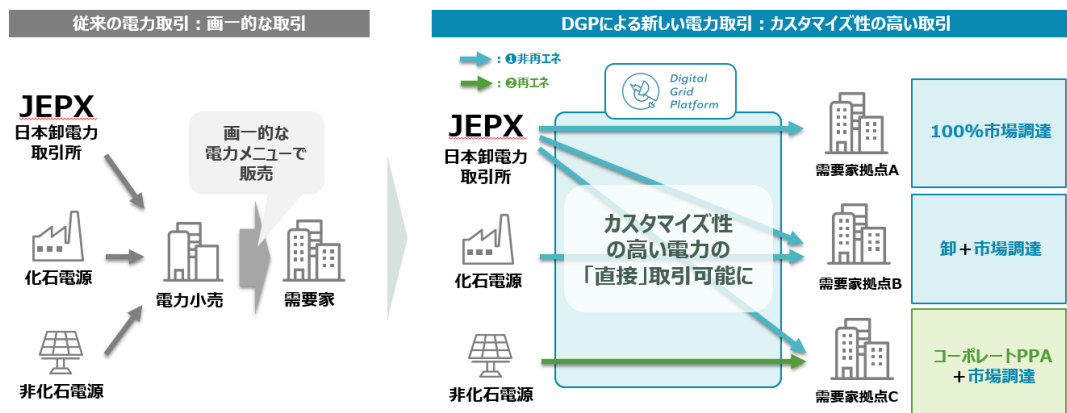 従来の電力取引：画一的な取引
JEPX
日本卸電力
取引所
化石電源
非化石電源
画一的な
電力メニューで
販売
電力小売
需要家
DGPによる新しい電力取引：カスタマイズ性の高い取引
：❶非再エネ
：❷再エネ
Digital
Grid
Platform
JEPX
日本卸電力
取引所
化石電源
非化石電源
カスタマイズ性
の高い電力の
「直接」取引可能に
需要家拠点A
100%市場調達
需要家拠点B
卸＋市場調達
需要家拠点C
コーポレートPPA
＋市場調達